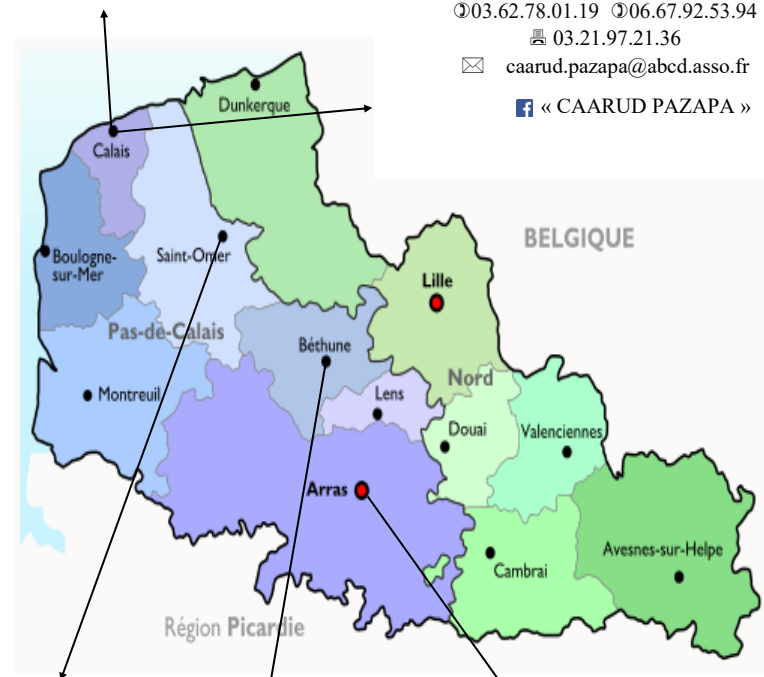 ✆03.62.78.01.19 ✆06.67.92.53.94
🖷 03.21.97.21.36
✉ caarud.pazapa@abcd.asso.fr
« CAARUD PAZAPA »
Dunkerque
Calais
BELGIQUE
Boulogne-
sur-Mer
Saint-Omer
Lille
Pas-de-Calais
Béthune
Nord
Montreuil
Lens
Douai
Valenciennes
Arras
Avesnes-sur-Helpe
Cambrai
Région Picardie